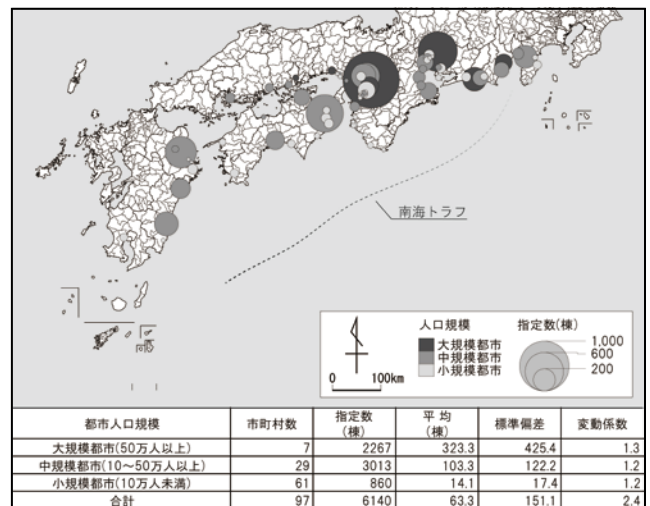 南海トラフ
人口規模
大規模都市
中規模都市
小規模都市
指定数(棟)
1,000
600
200
0 100km
都市人口規模 市町村数 指定数(棟) 平均(棟) 標準偏差 変動係数
大規模都市(50万人以上) 7 2267 323.3 425.4 1.3
中規模都市(10～50万人以上) 29 3013 103.3 122.2 1.2
小規模都市(10万人未満) 61 860 14.1 17.4 1.2
合計 97 6140 63.3 151.1 2.4